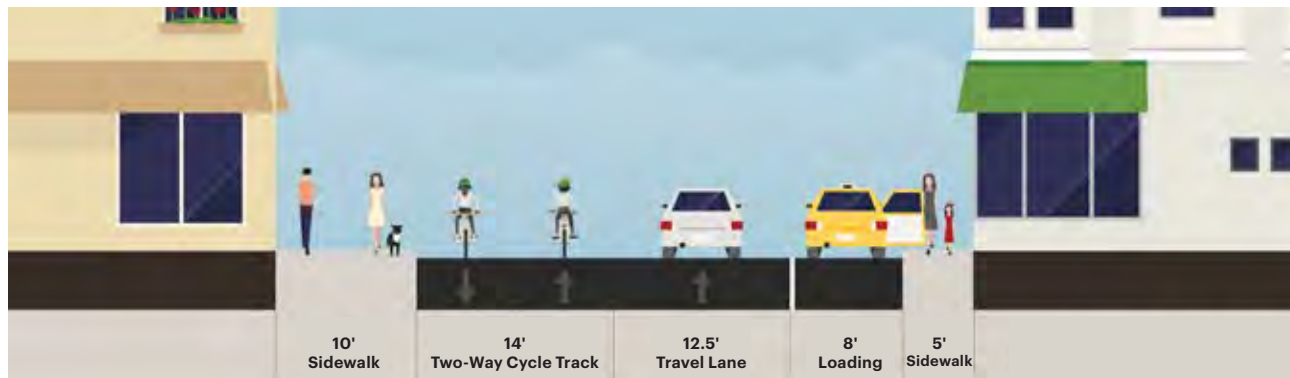 10'
Sidewalk
14'
Two-Way Cycle Track
12.5'
Travel Lane
8'
Loading
5'
Sidewalk